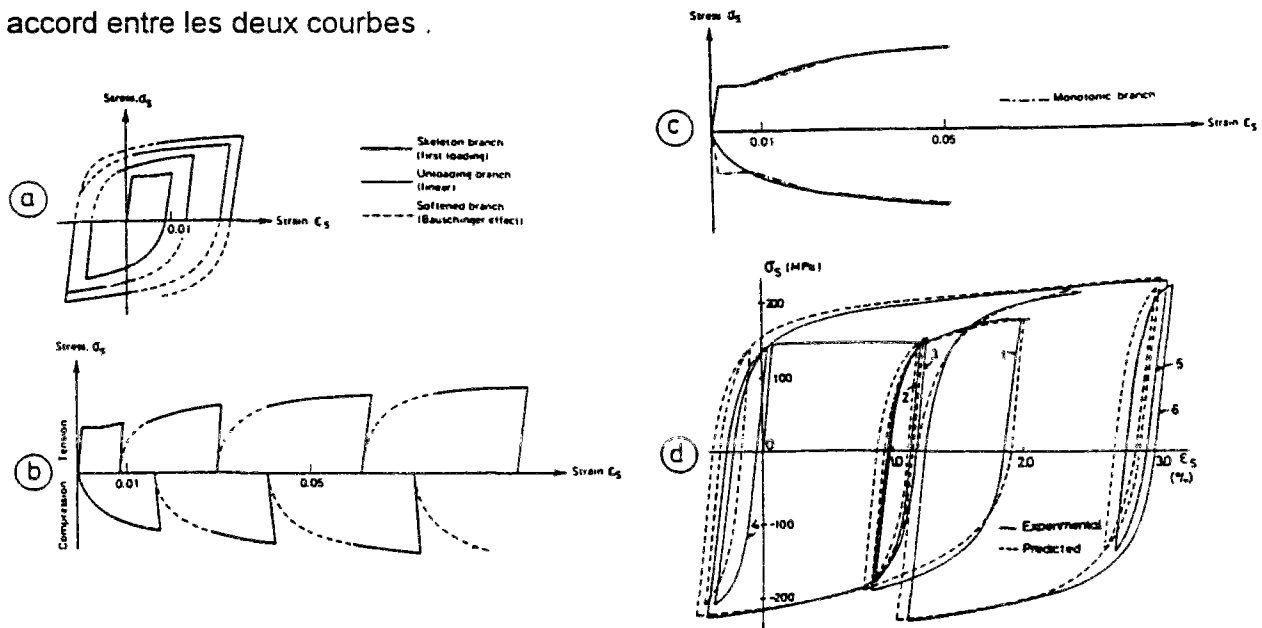 accord entre les deux courbes .
a
Stress. σs
Strain εs
0.01
Skeleton branch
(first loading)
Unloading branch
(linear)
Softened branch
(Bauschinger effect)
b
Stress. σs
Tension
Compression
0.01
0.05
Strain εs
c
Stress σs
Monotonic branch
0.01
0.05
Strain εs
d
σs (MPa)
200
100
0
-100
-200
1.0
2.0
3.0
εs
(%)
1
2
3
4
5
6
Experimental
Predicted